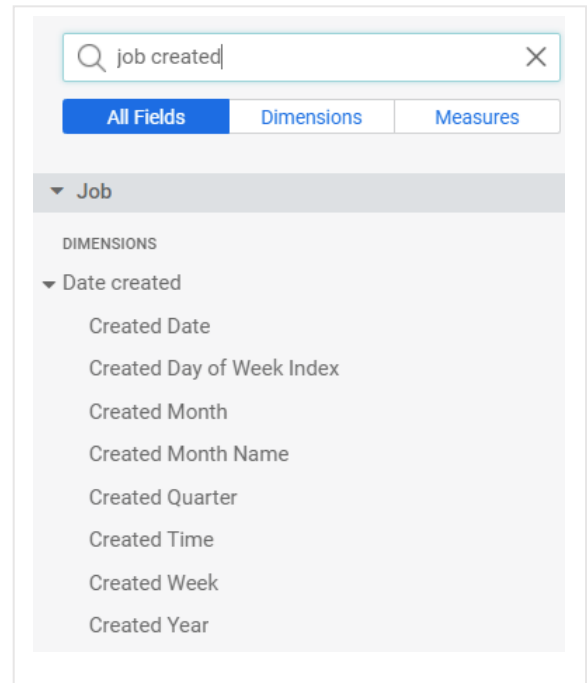 job created
All Fields Dimensions Measures
Job
DIMENSIONS
Date created
Created Date
Created Day of Week Index
Created Month
Created Month Name
Created Quarter
Created Time
Created Week
Created Year